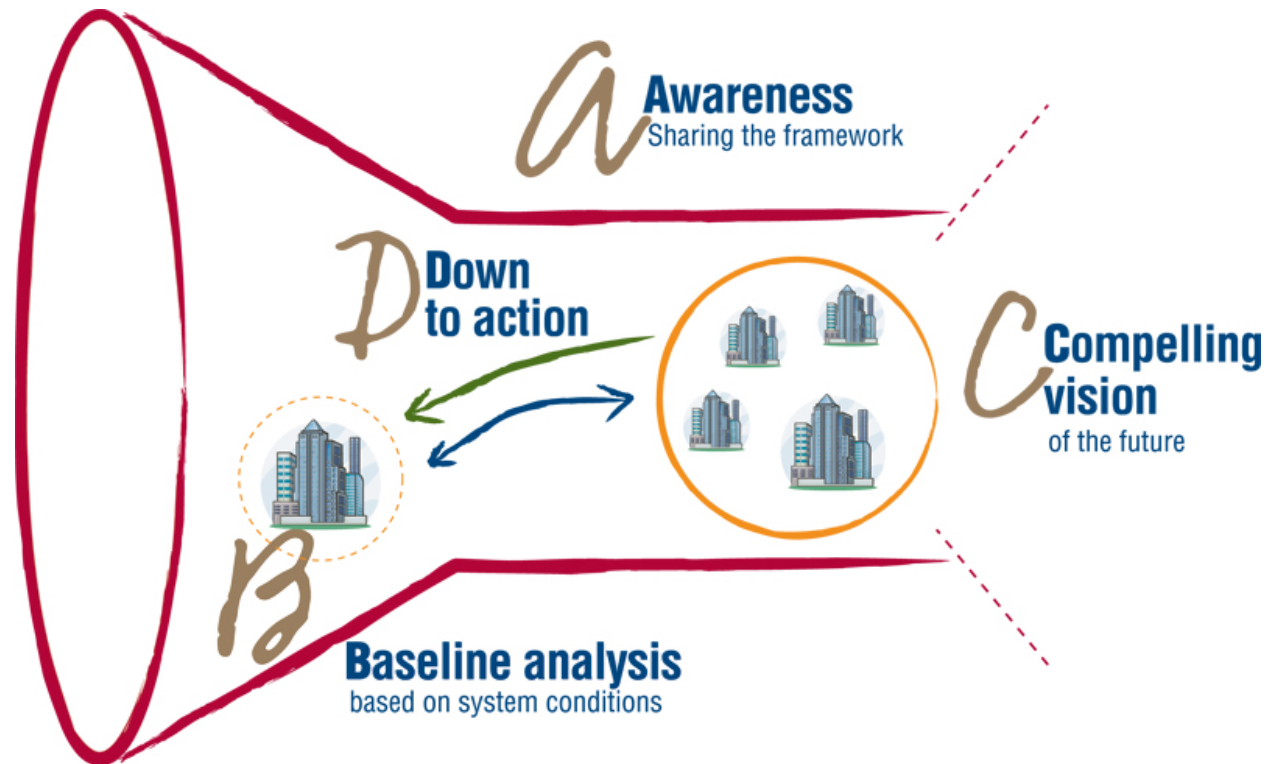 A
Awareness
Sharing the framework
D
Down
to action
C
Compelling
vision
of the future
B
Baseline analysis
based on system conditions